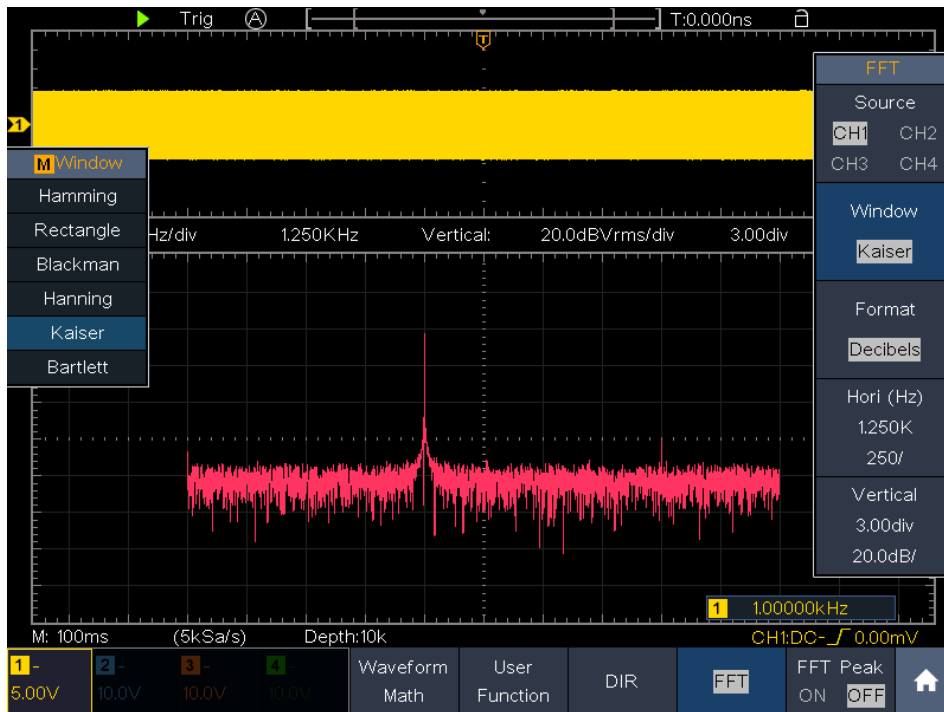 Trig A T:0.000ns
T
FFT
Source
CH1 CH2
1
M Window
CH3 CH4
Hamming
Window
Rectangle
Hz/div 1.250KHz Vertical: 20.0dBVrms/div 3.00div
Kaiser
Blackman
Hanning
Format
Kaiser
Decibels
Bartlett
Hori (Hz)
1.250K
250/
Vertical
3.00div
20.0dB/
1 1.00000kHz
M: 100ms (5kSa/s) Depth:10k CH1:DC- 0.00mV
1 - 2 - 3 - 4 - Waveform User FFT Peak
DIR FFT
5.00V 10.0V 10.0V 10.0V Math Function ON OFF